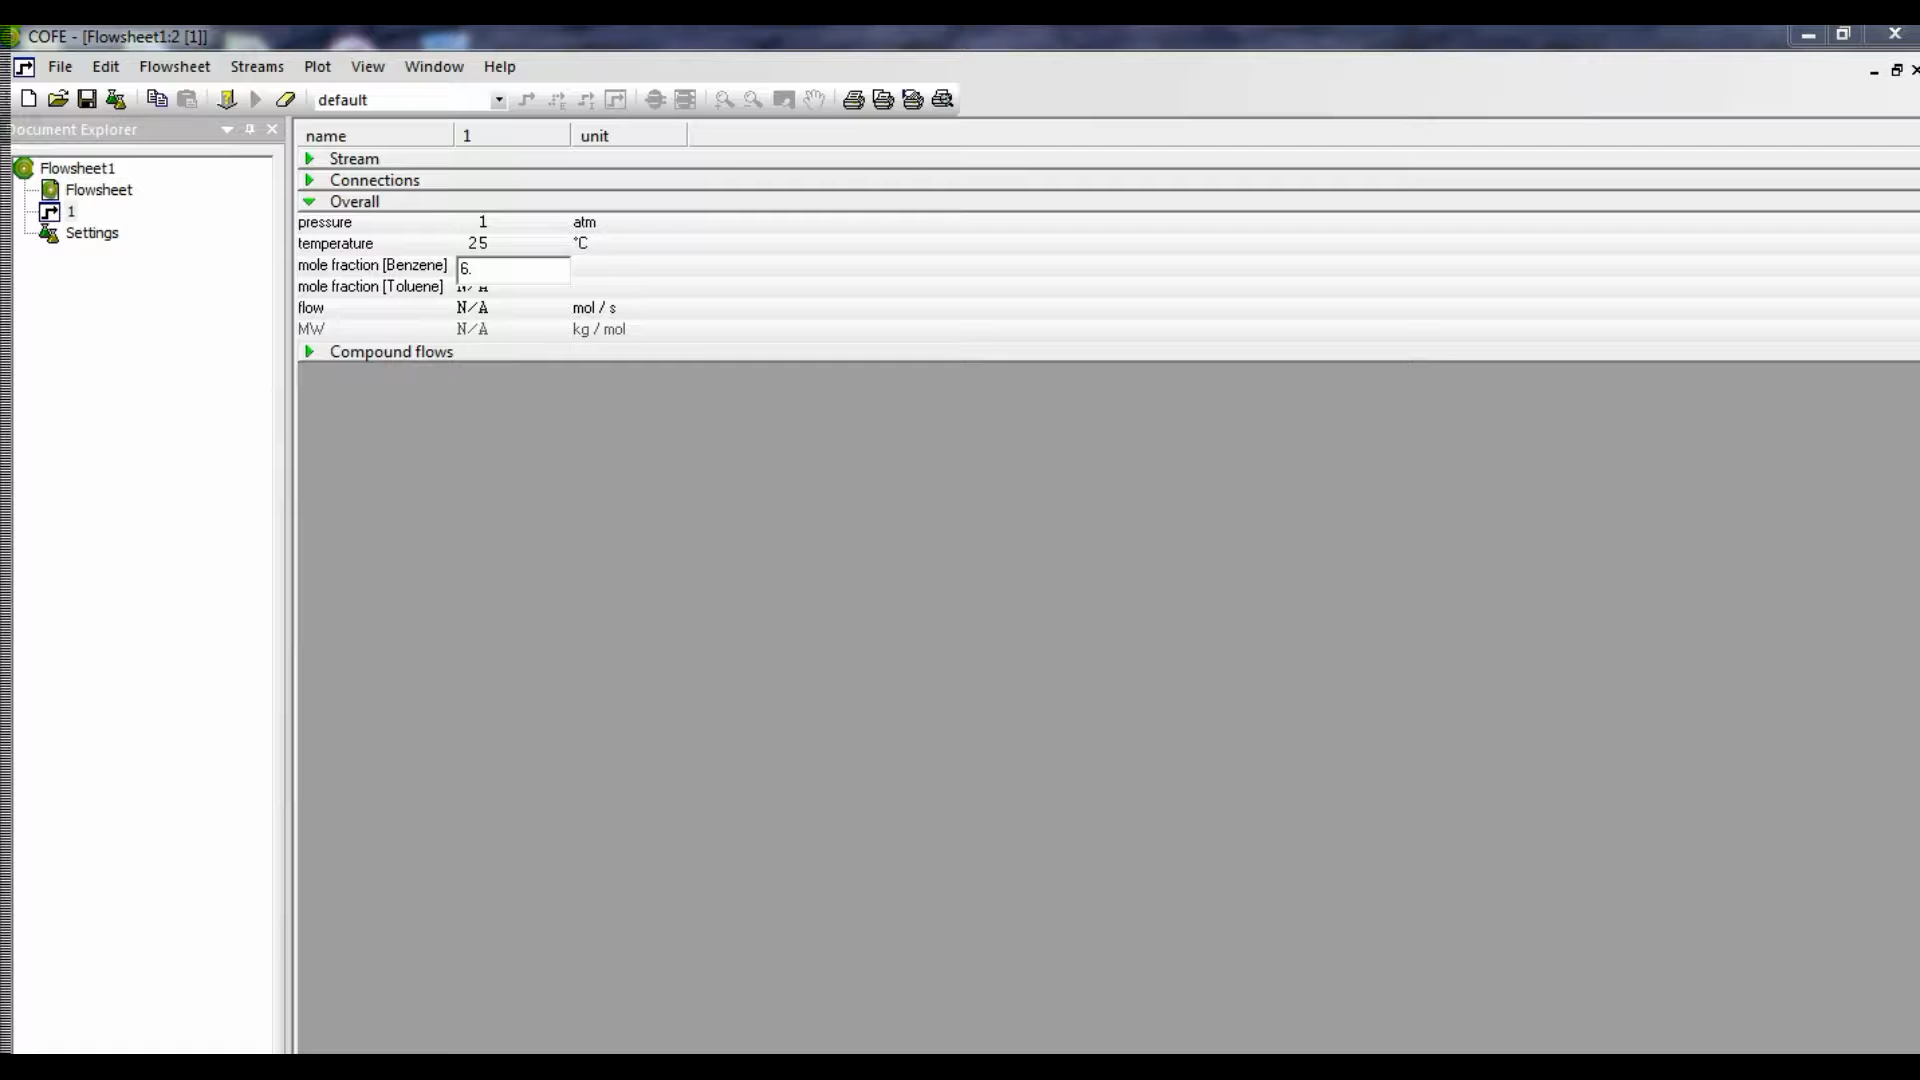 COFE - [Flowsheet1:2 [1]]
File Edit Flowsheet Streams Plot View Window Help
default
ocument Explorer
Flowsheet1
Flowsheet
1
Settings
name 1 unit
Stream
Connections
Overall
pressure 1 atm
temperature 25 °C
mole fraction [Benzene] 6.
mole fraction [Toluene] N/A
flow N/A mol / s
MW N/A kg / mol
Compound flows